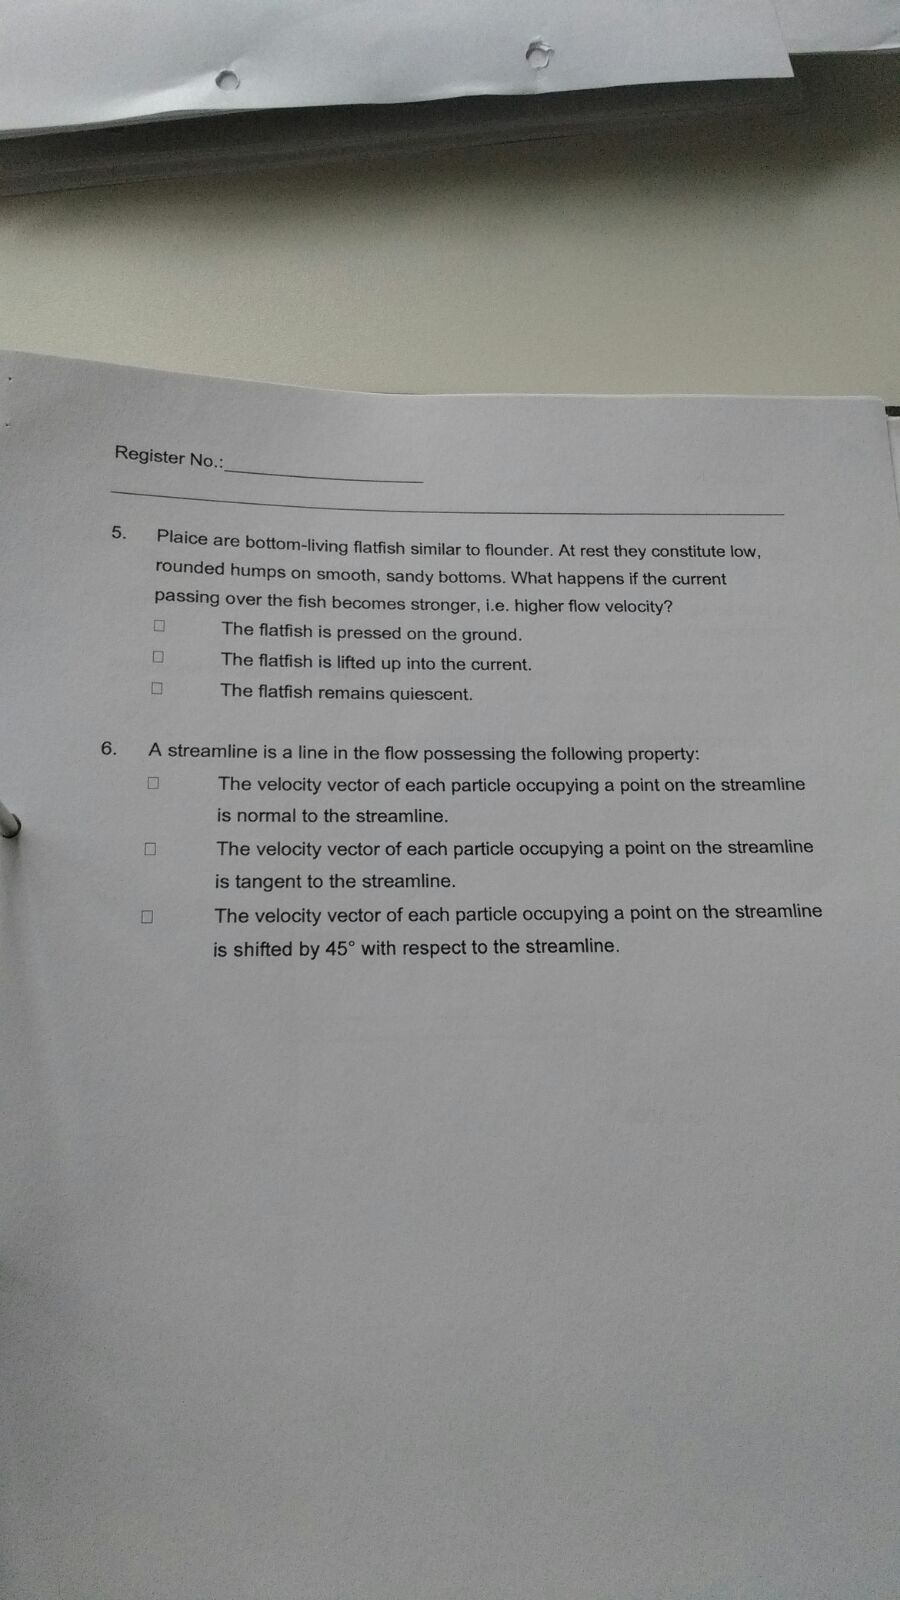 Register No.:
5. Plaice are bottom-living flatfish similar to flounder. At rest they constitute low,
rounded humps on smooth, sandy bottoms. What happens if the current
passing over the fish becomes stronger, i.e. higher flow velocity?
☐ The flatfish is pressed on the ground.
☐ The flatfish is lifted up into the current.
☐ The flatfish remains quiescent.
6. A streamline is a line in the flow possessing the following property:
☐ The velocity vector of each particle occupying a point on the streamline
is normal to the streamline.
☐ The velocity vector of each particle occupying a point on the streamline
is tangent to the streamline.
☐ The velocity vector of each particle occupying a point on the streamline
is shifted by 45° with respect to the streamline.